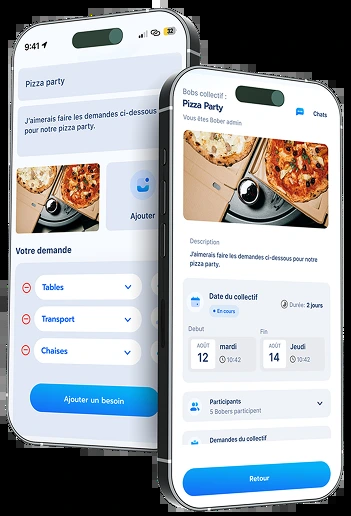 9:41
32
Pizza party
J'aimerais faire les demandes ci-dessous
pour notre pizza party.
Ajouter
Votre demande
Tables
Transport
Chaises
Ajouter un besoin
Bobs collectif :
Pizza Party
Vous êtes Bober admin
Chats
Description
J'aimerais faire les demandes ci-dessous pour notre
pizza party.
Date du collectif
En cours
Durée: 2 jours
Debut
Fin
AOÛT
12
mardi
10:42
AOÛT
14
Jeudi
10:42
Participants
5 Bobers participent
Demandes du collectif
Retour